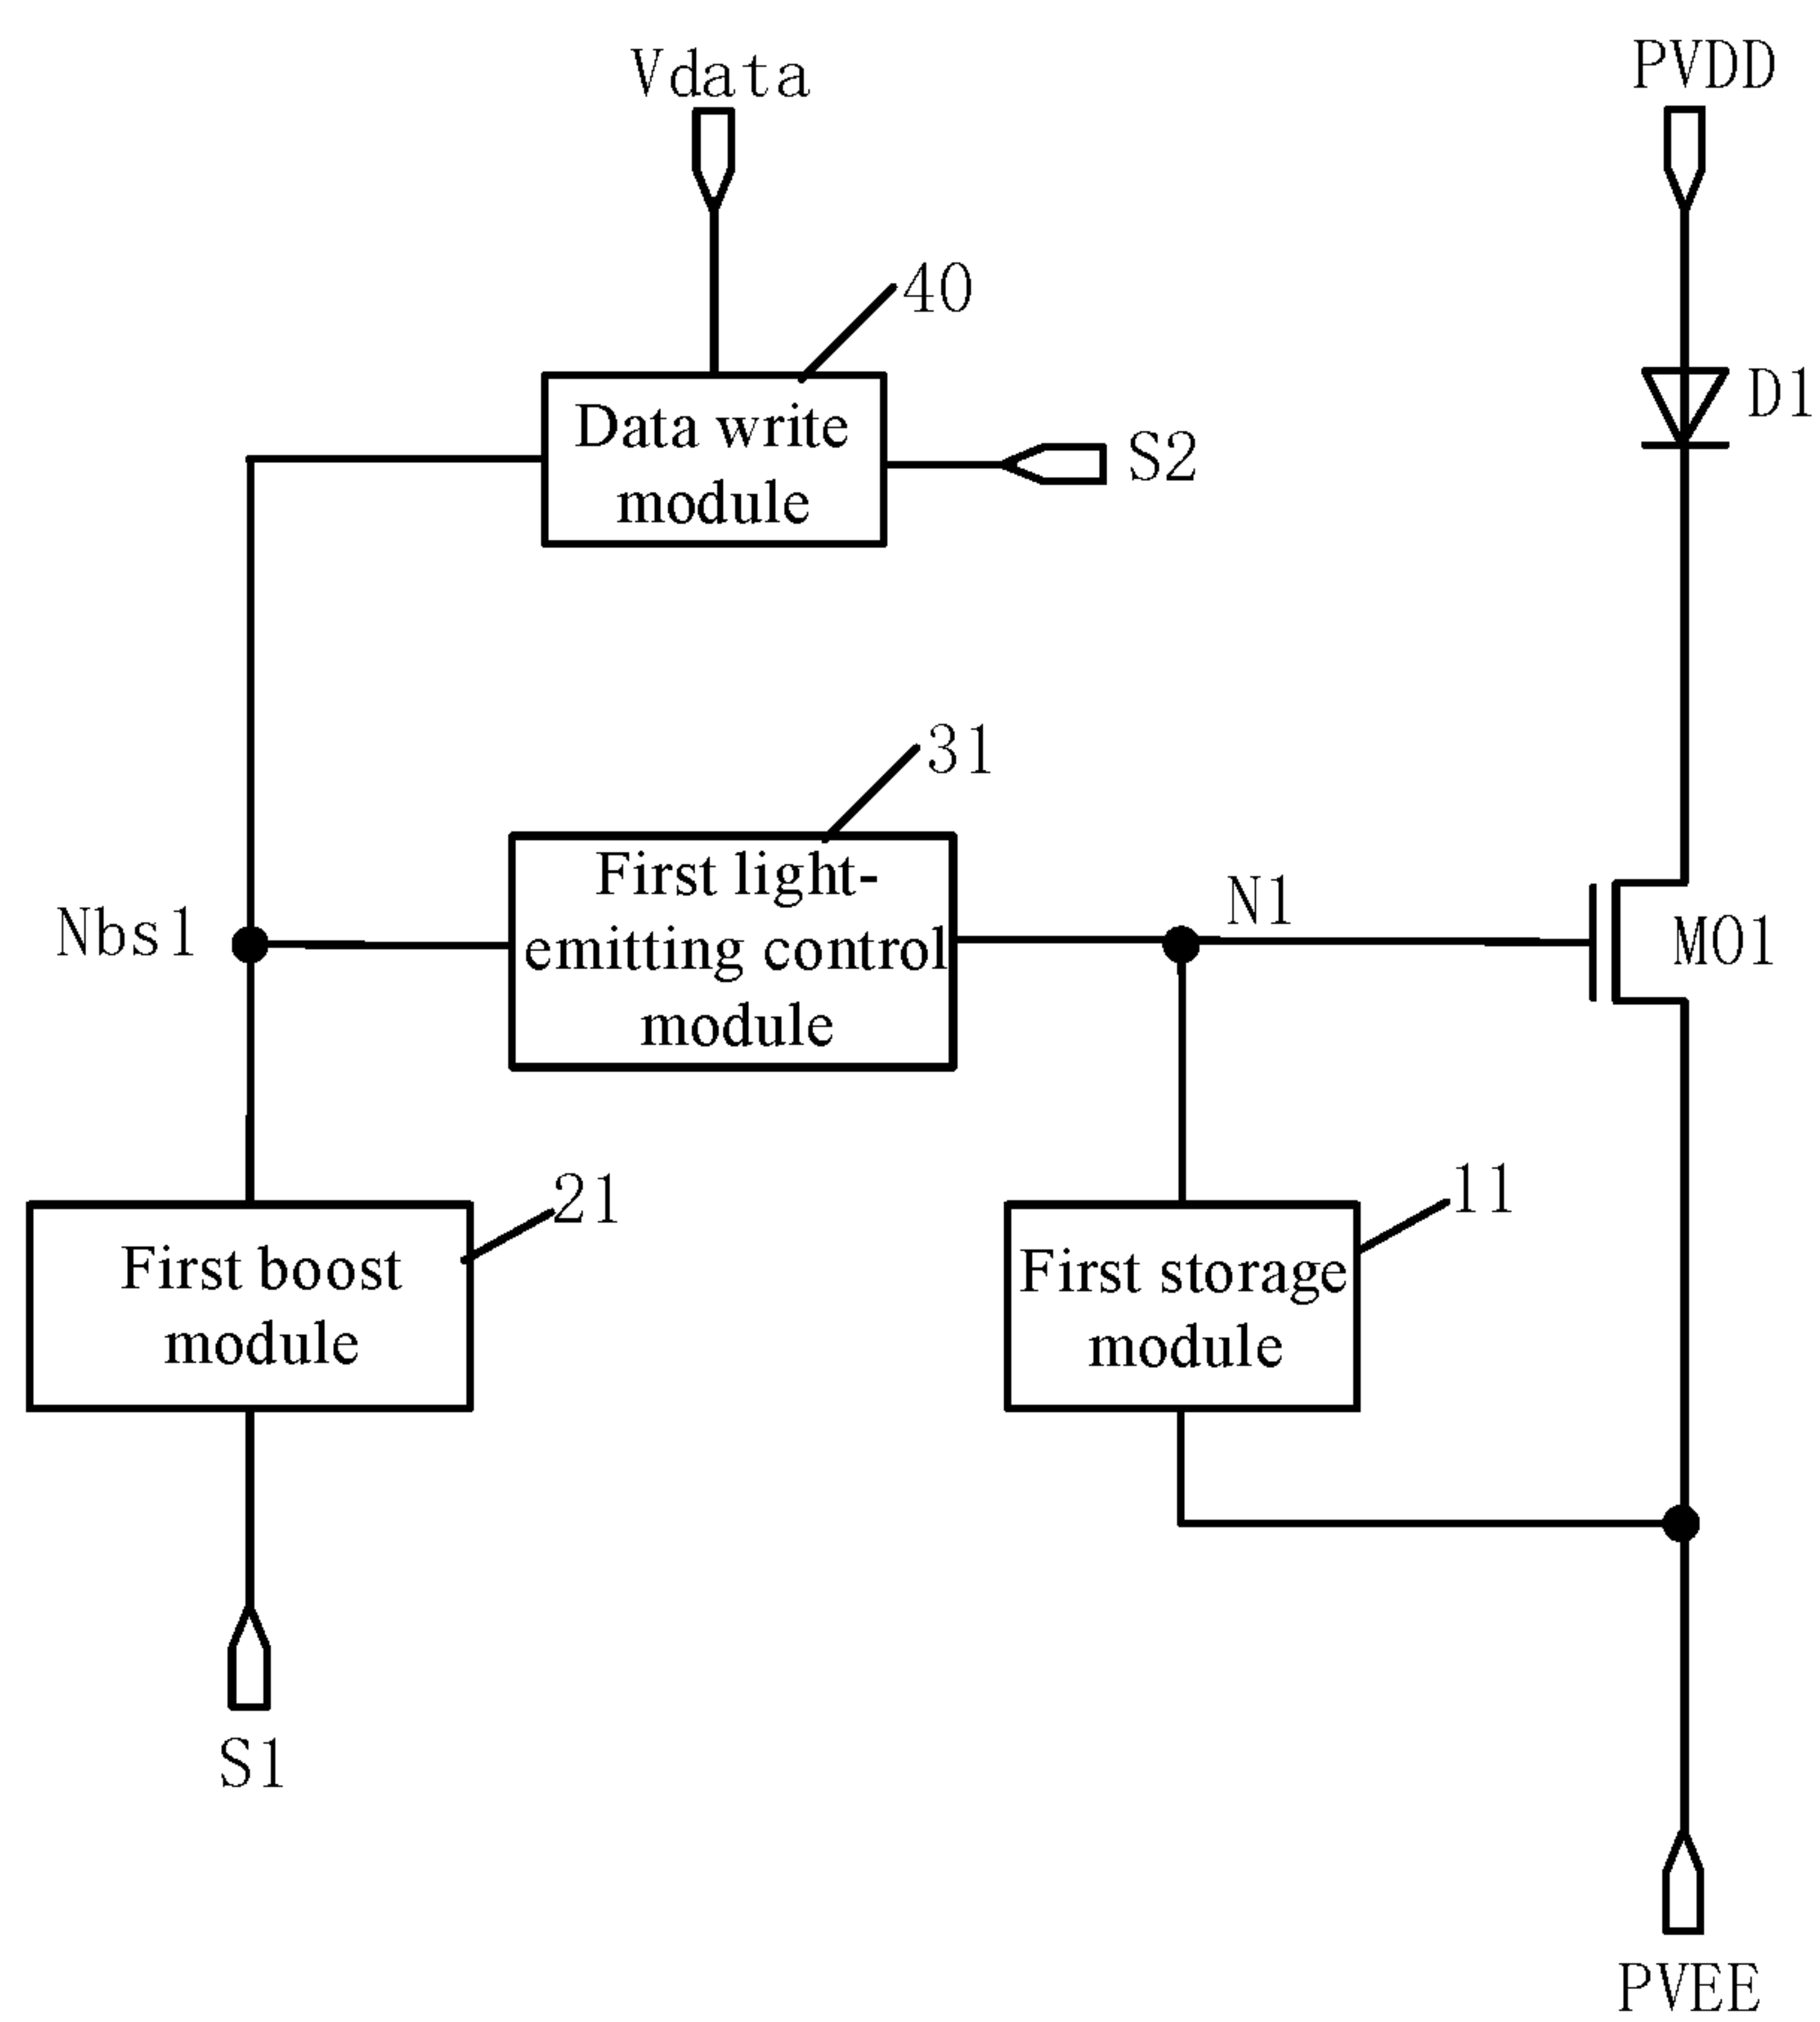 Vdata
PVDD
40
D1
Data write
module
S2
31
First light-
emitting control
module
N1
Nbs1
M01
21
11
First boost
module
First storage
module
S1
PVEE